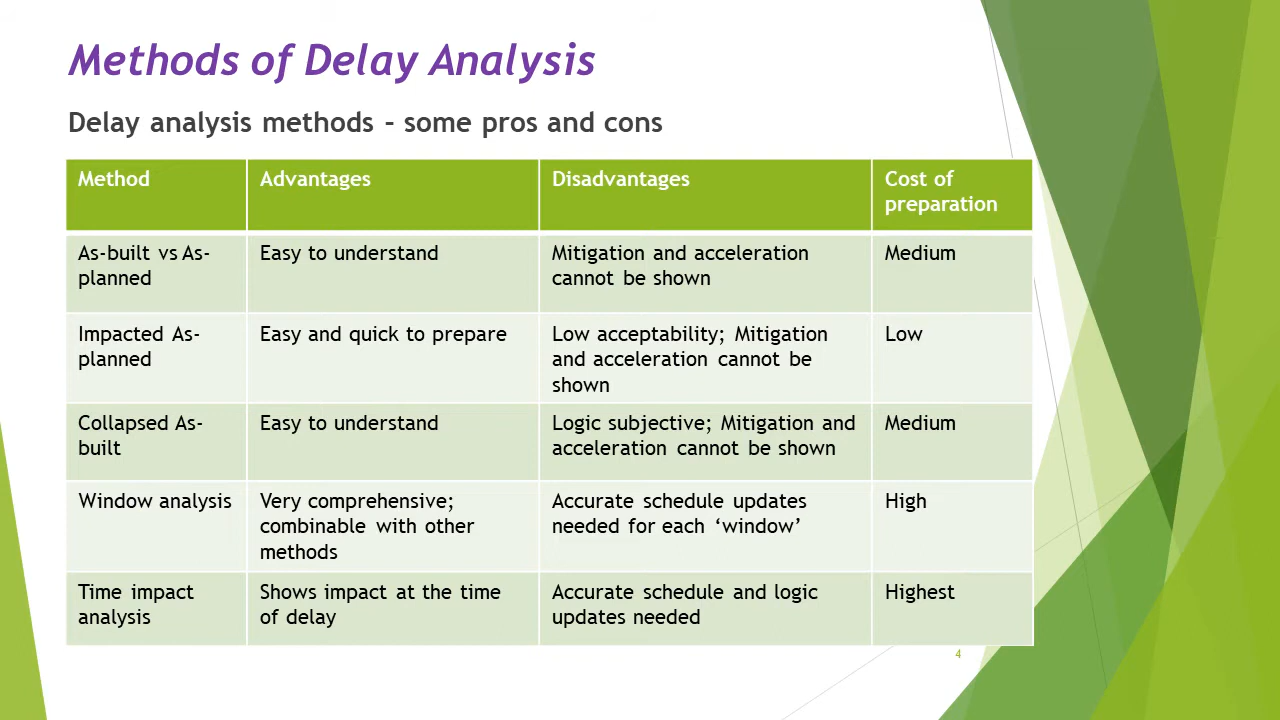 Methods of Delay Analysis
Delay analysis methods – some pros and cons
Method
Advantages
Disadvantages
Cost of
preparation
As-built vs As-
planned
Easy to understand
Mitigation and acceleration
cannot be shown
Medium
Impacted As-
planned
Easy and quick to prepare
Low acceptability; Mitigation
and acceleration cannot be
shown
Low
Collapsed As-
built
Easy to understand
Logic subjective; Mitigation and
acceleration cannot be shown
Medium
Window analysis
Very comprehensive;
combinable with other
methods
Accurate schedule updates
needed for each ‘window’
High
Time impact
analysis
Shows impact at the time
of delay
Accurate schedule and logic
updates needed
Highest
4